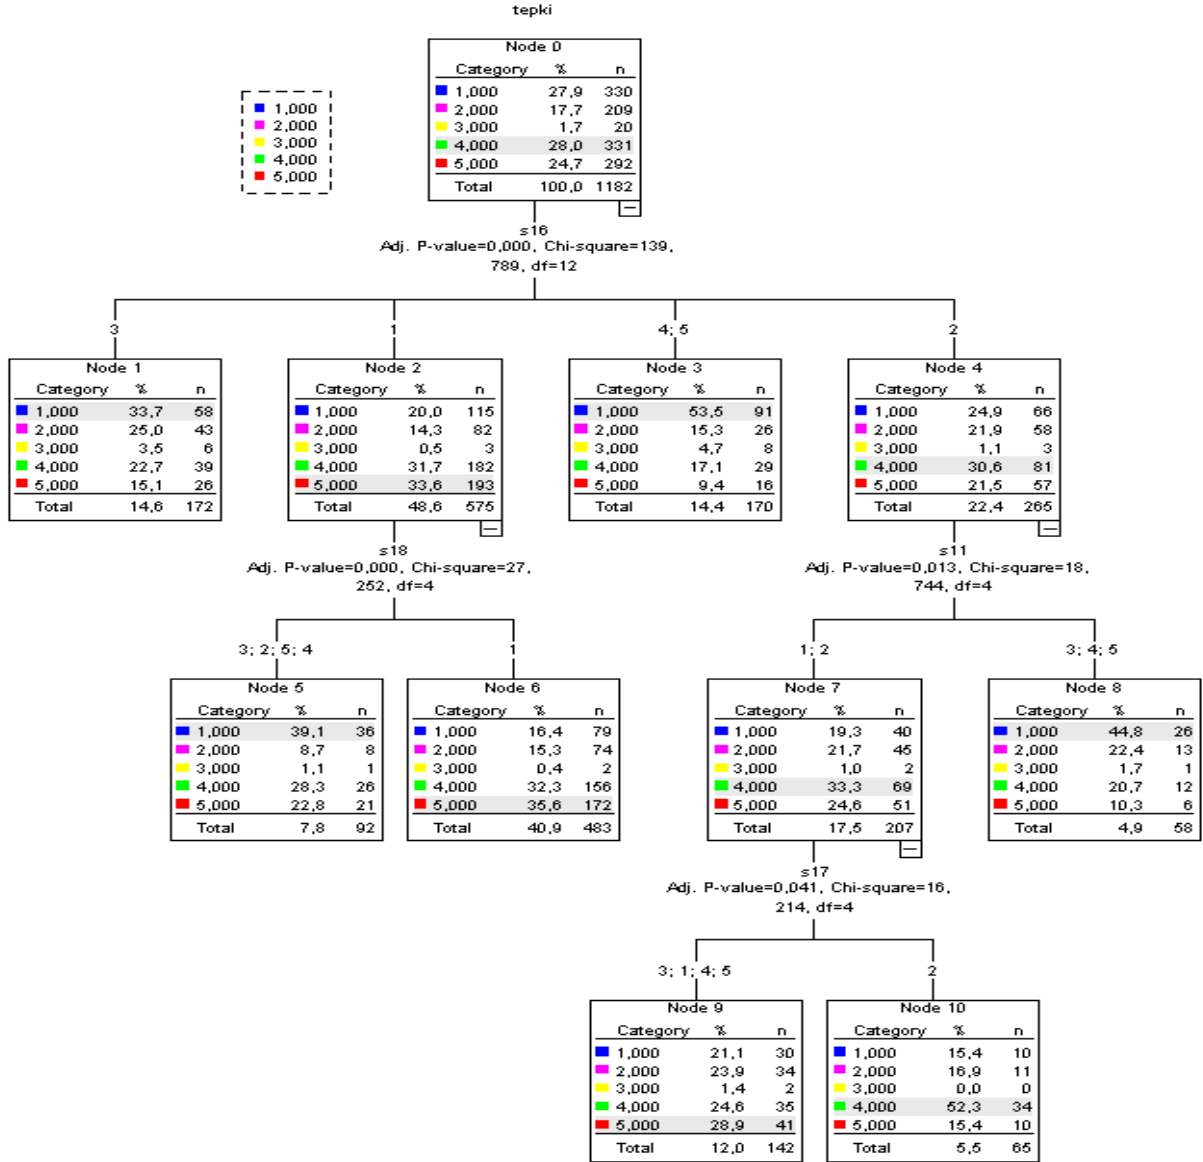 tepki
1,000
2,000
3,000
4,000
5,000
Node 0
Category % n
1,000 27,9 330
2,000 17,7 209
3,000 1,7 20
4,000 28,0 331
5,000 24,7 292
Total 100,0 1182
s16
Adj. P-value=0,000, Chi-square=139,
789, df=12
3
1
4; 5
2
Node 1
Category % n
1,000 33,7 58
2,000 25,0 43
3,000 3,5 6
4,000 22,7 39
5,000 15,1 26
Total 14,6 172
Node 2
Category % n
1,000 20,0 115
2,000 14,3 82
3,000 0,5 3
4,000 31,7 182
5,000 33,6 193
Total 48,6 575
Node 3
Category % n
1,000 53,5 91
2,000 15,3 26
3,000 4,7 8
4,000 17,1 29
5,000 9,4 16
Total 14,4 170
Node 4
Category % n
1,000 24,9 66
2,000 21,9 58
3,000 1,1 3
4,000 30,6 81
5,000 21,5 57
Total 22,4 265
s18
Adj. P-value=0,000, Chi-square=27,
252, df=4
s11
Adj. P-value=0,013, Chi-square=18,
744, df=4
3; 2; 5; 4
1
1; 2
3; 4; 5
Node 5
Category % n
1,000 39,1 36
2,000 8,7 8
3,000 1,1 1
4,000 28,3 26
5,000 22,8 21
Total 7,8 92
Node 6
Category % n
1,000 16,4 79
2,000 15,3 74
3,000 0,4 2
4,000 32,3 156
5,000 35,6 172
Total 40,9 483
Node 7
Category % n
1,000 19,3 40
2,000 21,7 45
3,000 1,0 2
4,000 33,3 69
5,000 24,6 51
Total 17,5 207
Node 8
Category % n
1,000 44,8 26
2,000 22,4 13
3,000 1,7 1
4,000 20,7 12
5,000 10,3 6
Total 4,9 58
s17
Adj. P-value=0,041, Chi-square=16,
214, df=4
3; 1; 4; 5
2
Node 9
Category % n
1,000 21,1 30
2,000 23,9 34
3,000 1,4 2
4,000 24,6 35
5,000 28,9 41
Total 12,0 142
Node 10
Category % n
1,000 15,4 10
2,000 16,9 11
3,000 0,0 0
4,000 52,3 34
5,000 15,4 10
Total 5,5 65